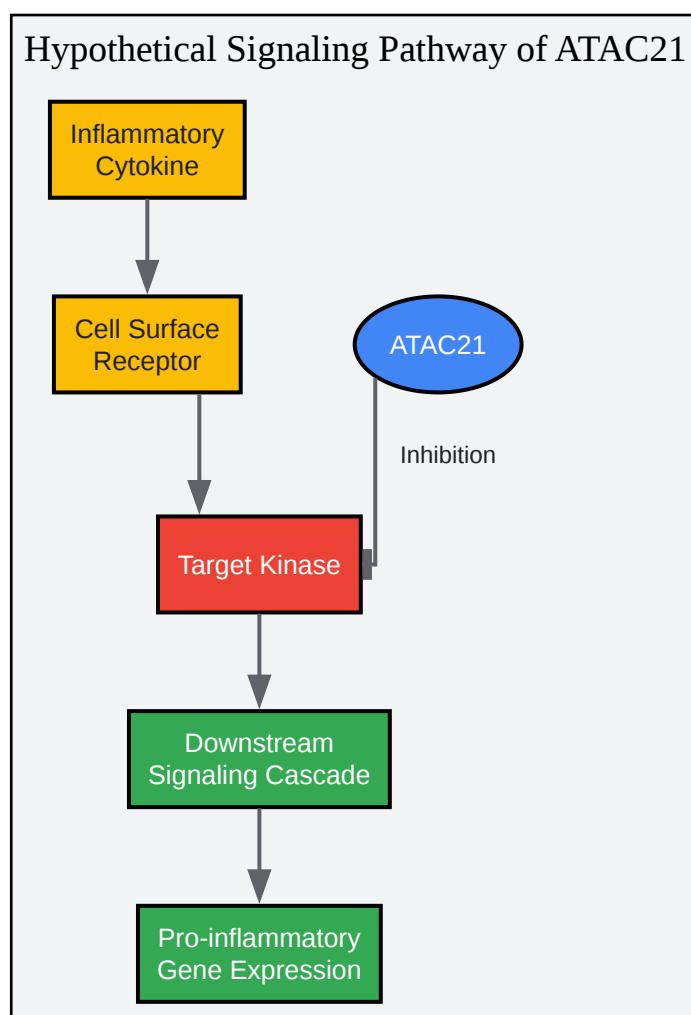 Hypothetical Signaling Pathway of ATAC21
Inflammatory
Cytokine
Cell Surface
Receptor
ATAC21
Inhibition
Target Kinase
Downstream
Signaling Cascade
Pro-inflammatory
Gene Expression